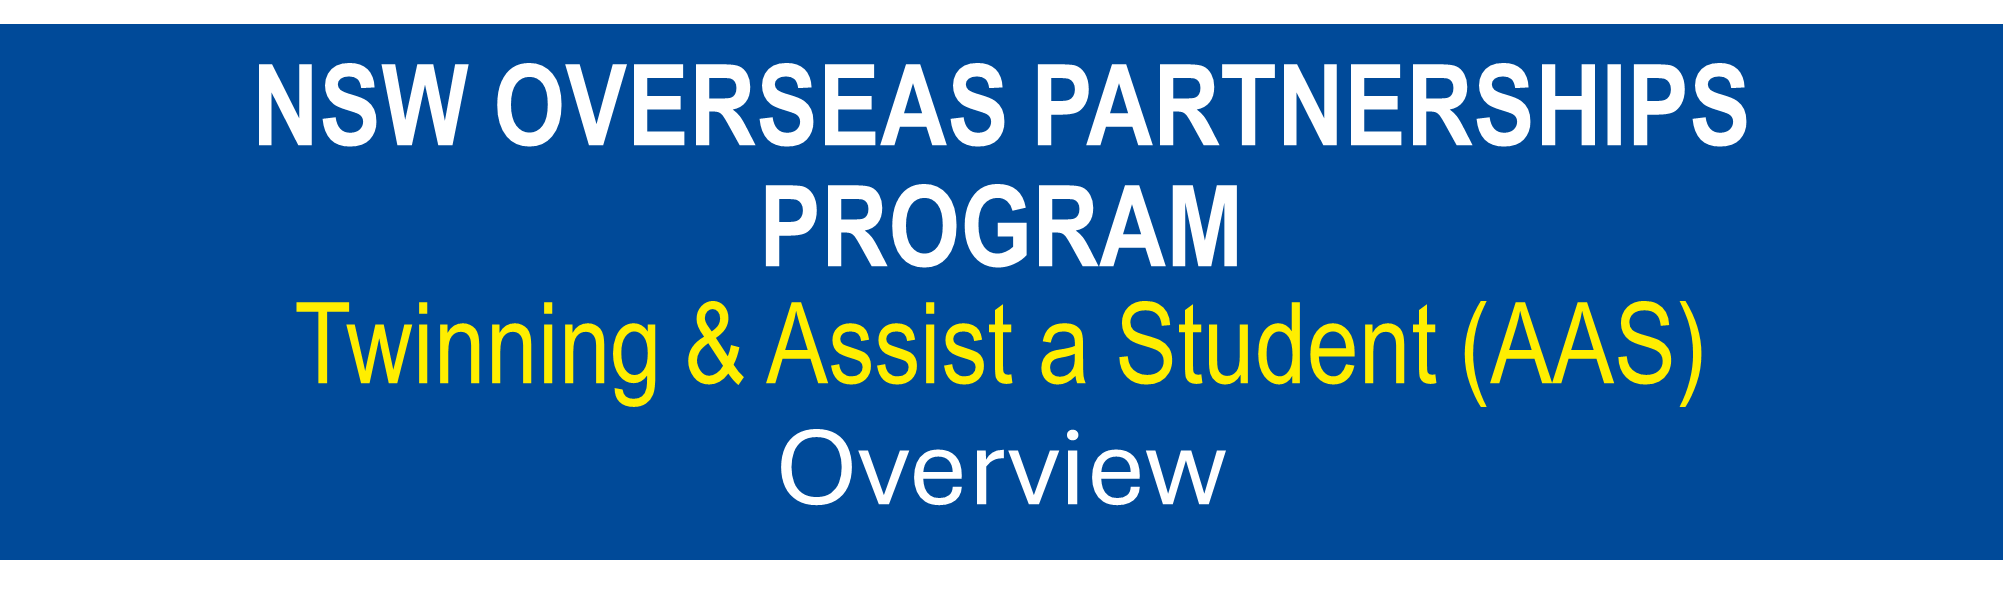 NSW OVERSEAS PARTNERSHIPS
PROGRAM
Twinning & Assist a Student (AAS)
Overview